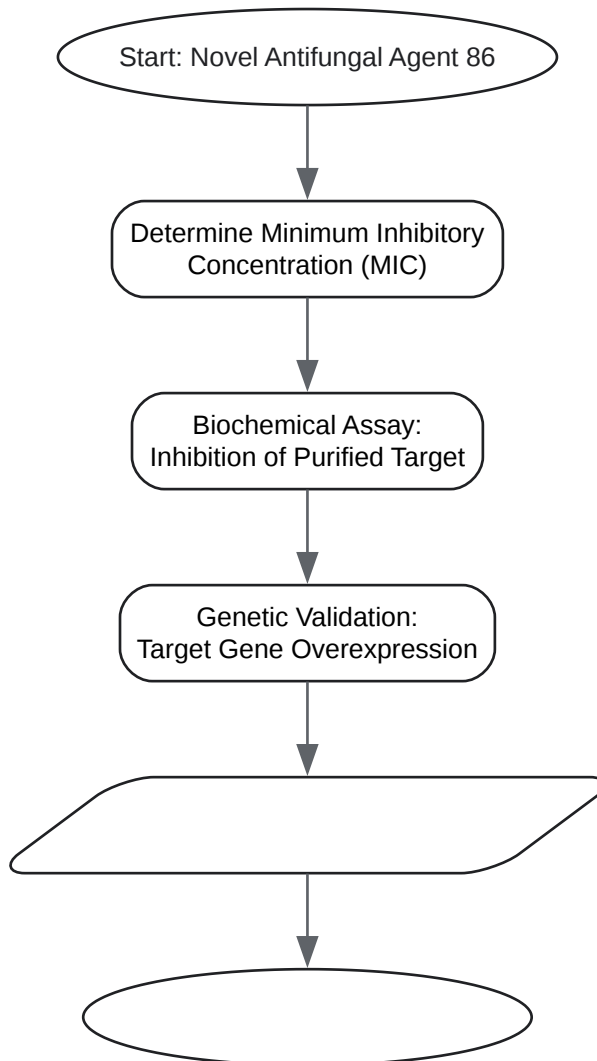 Start: Novel Antifungal Agent 86
Determine Minimum Inhibitory
Concentration (MIC)
Biochemical Assay:
Inhibition of Purified Target
Genetic Validation:
Target Gene Overexpression